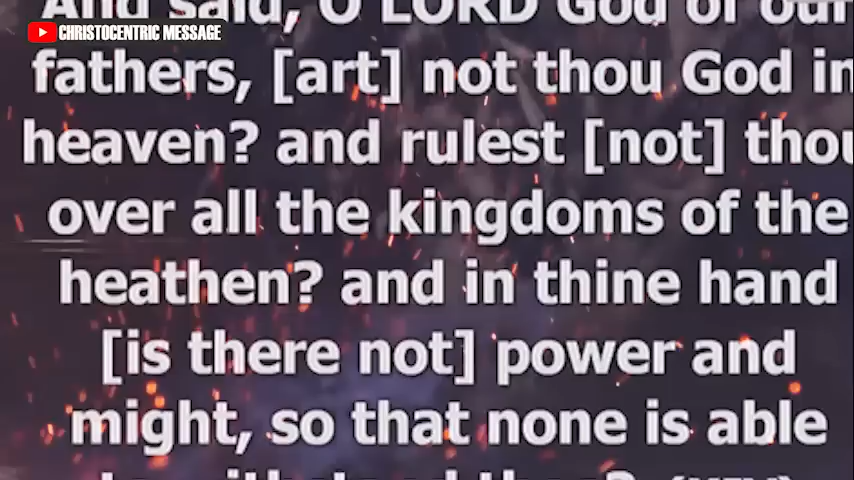 And said, O LORD God of our
CHRISTOCENTRIC MESSAGE
fathers, [art] not thou God in
heaven? and rulest [not] thou
over all the kingdoms of the
heathen? and in thine hand
[is there not] power and
might, so that none is able